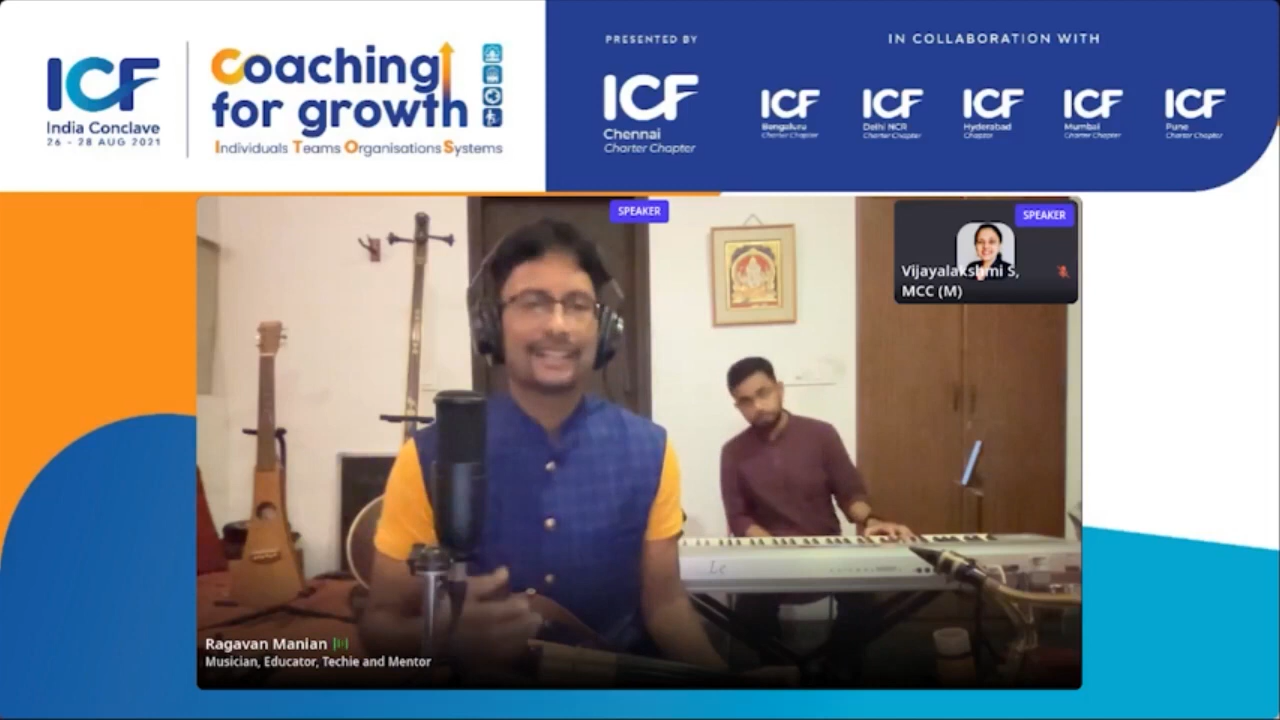 ICF
India Conclave
26 - 28 AUG 2021
Coaching
for growth
Individuals Teams Organisations Systems
PRESENTED BY
ICF
Chennai
Charter Chapter
IN COLLABORATION WITH
ICF
Bengaluru
Charter Chapter
ICF
Delhi NCR
Charter Chapter
ICF
Hyderabad
Chapter
ICF
Mumbai
Charter Chapter
ICF
Pune
Charter Chapter
SPEAKER
SPEAKER
Vijayalakshmi S,
MCC (M)
Ragavan Manian
Musician, Educator, Techie and Mentor